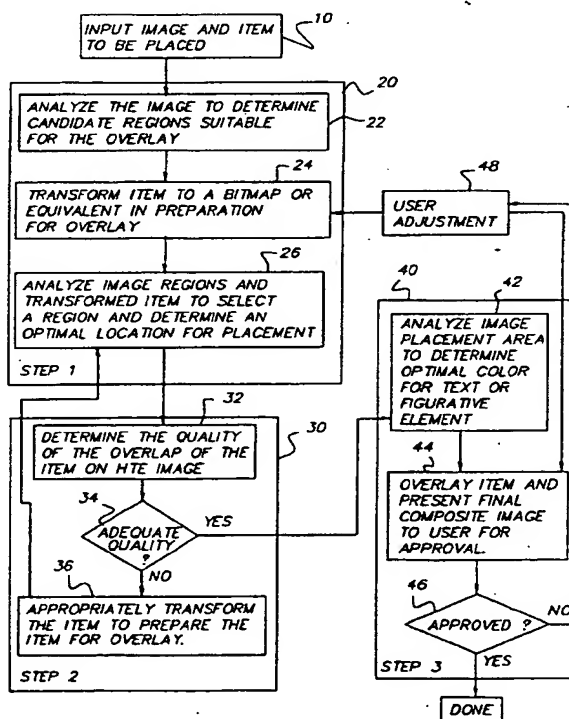 INPUT IMAGE AND ITEM
TO BE PLACED
10
20
ANALYZE THE IMAGE TO DETERMINE
CANDIDATE REGIONS SUITABLE
FOR THE OVERLAY
22
24
TRANSFORM ITEM TO A BITMAP OR
EQUIVALENT IN PREPARATION
FOR OVERLAY
26
ANALYZE IMAGE REGIONS AND
TRANSFORMED ITEM TO SELECT
A REGION AND DETERMINE AN
OPTIMAL LOCATION FOR PLACEMENT
STEP 1
32
30
DETERMINE THE QUALITY
OF THE OVERLAP OF THE
ITEM ON HTE IMAGE
34
ADEQUATE
QUALITY
?
YES
NO
36
APPROPRIATELY TRANSFORM
THE ITEM TO PREPARE THE
ITEM FOR OVERLAY.
STEP 2
48
USER
ADJUSTMENT
40
42
ANALYZE IMAGE
PLACEMENT AREA
TO DETERMINE
OPTIMAL COLOR
FOR TEXT OR
FIGURATIVE
ELEMENT
44
OVERLAY ITEM AND
PRESENT FINAL
COMPOSITE IMAGE
TO USER FOR
APPROVAL.
46
APPROVED ?
NO
YES
STEP 3
DONE